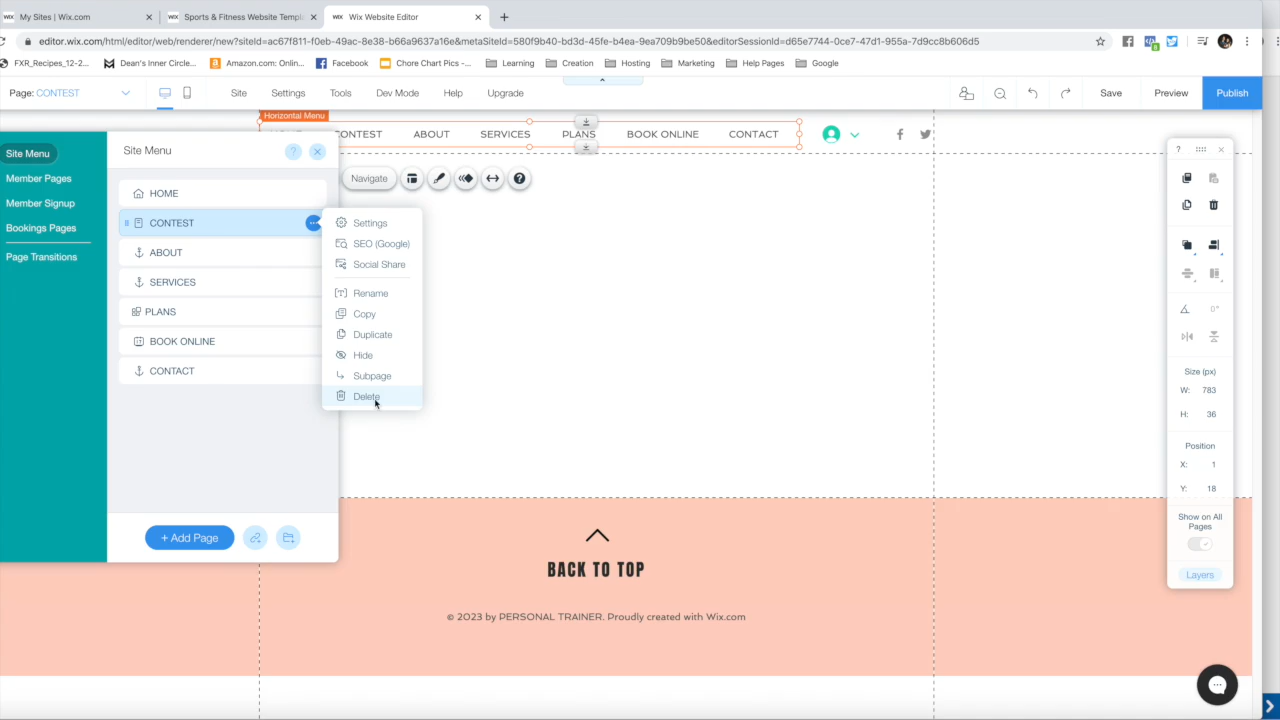 WIX My Sites | Wix.com ×
WIX Sports & Fitness Website Templ ×
WIX Wix Website Editor × +
editor.wix.com/html/editor/web/renderer/new?siteId=ac67f811-f0eb-49ac-8e38-b66a9637a16e&metaSiteId=580f9b40-bd3d-45fe-b4ea-9ea709b9be50&editorSessionId=d65e7744-0ce7-47d1-955a-7d9cc8b606d5
FXR_Recipes_12-2... Dean's Inner Circle... Amazon.com: Onlin... Facebook Chore Chart Pics -... Learning Creation Hosting Marketing Help Pages Google
Page: CONTEST Site Settings Tools Dev Mode Help Upgrade Save Preview Publish
Horizontal Menu
CONTEST ABOUT SERVICES PLANS BOOK ONLINE CONTACT
Site Menu
Member Pages
Member Signup
Bookings Pages
Page Transitions
Site Menu ? ×
HOME
CONTEST
ABOUT
SERVICES
PLANS
BOOK ONLINE
CONTACT
+ Add Page
Navigate
Settings
SEO (Google)
Social Share
Rename
Copy
Duplicate
Hide
Subpage
Delete
BACK TO TOP
© 2023 by PERSONAL TRAINER. Proudly created with Wix.com
? ×
0°
Size (px)
W: 783
H: 36
Position
X: 1
Y: 18
Show on All
Pages
Layers